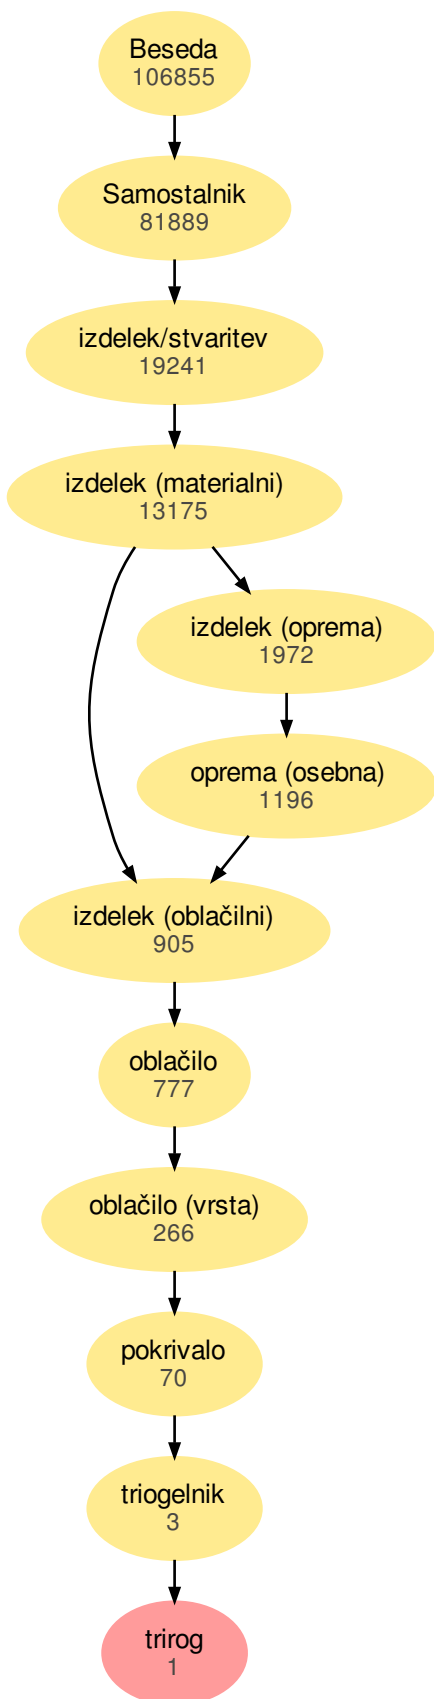 Beseda
106855
Samostalnik
81889
izdelek/stvaritev
19241
izdelek (materialni)
13175
izdelek (oprema)
1972
oprema (osebna)
1196
izdelek (oblačilni)
905
oblačilo
777
oblačilo (vrsta)
266
pokrivalo
70
triogelnik
3
trirog
1